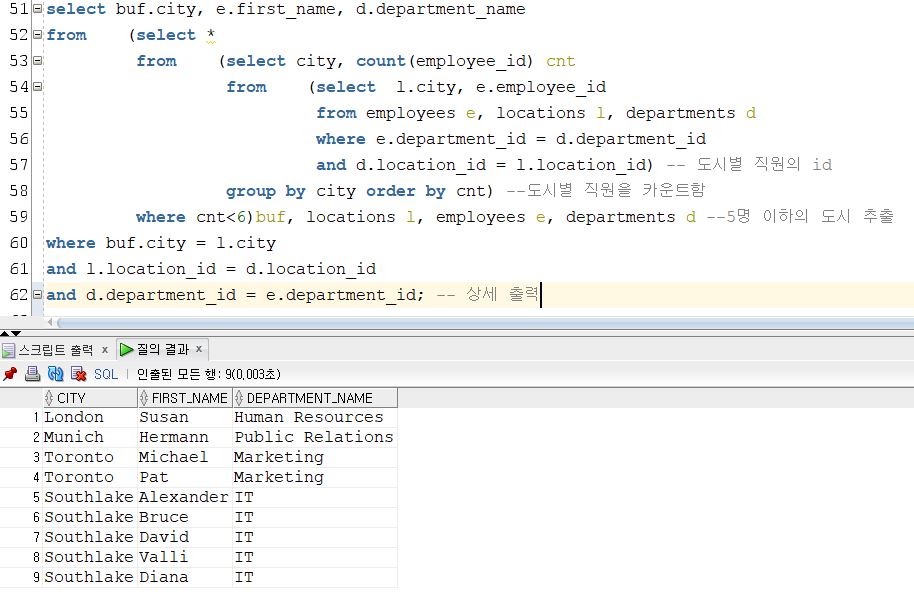 51 select buf.city, e.first_name, d.department_name
52 from    (select *
53          from    (select city, count(employee_id) cnt
54                   from    (select  l.city, e.employee_id
55                            from employees e, locations l, departments d
56                            where e.department_id = d.department_id
57                            and d.location_id = l.location_id) -- 도시별 직원의 id
58                   group by city order by cnt) --도시별 직원을 카운트함
59          where cnt<6)buf, locations l, employees e, departments d --5명 이하의 도시 추출
60 where buf.city = l.city
61 and l.location_id = d.location_id
62 and d.department_id = e.department_id; -- 상세 출력
스크립트 출력 x 질의 결과 x
SQL | 인출된 모든 행: 9(0,003초)
CITY FIRST_NAME DEPARTMENT_NAME
1 London Susan Human Resources
2 Munich Hermann Public Relations
3 Toronto Michael Marketing
4 Toronto Pat Marketing
5 Southlake Alexander IT
6 Southlake Bruce IT
7 Southlake David IT
8 Southlake Valli IT
9 Southlake Diana IT